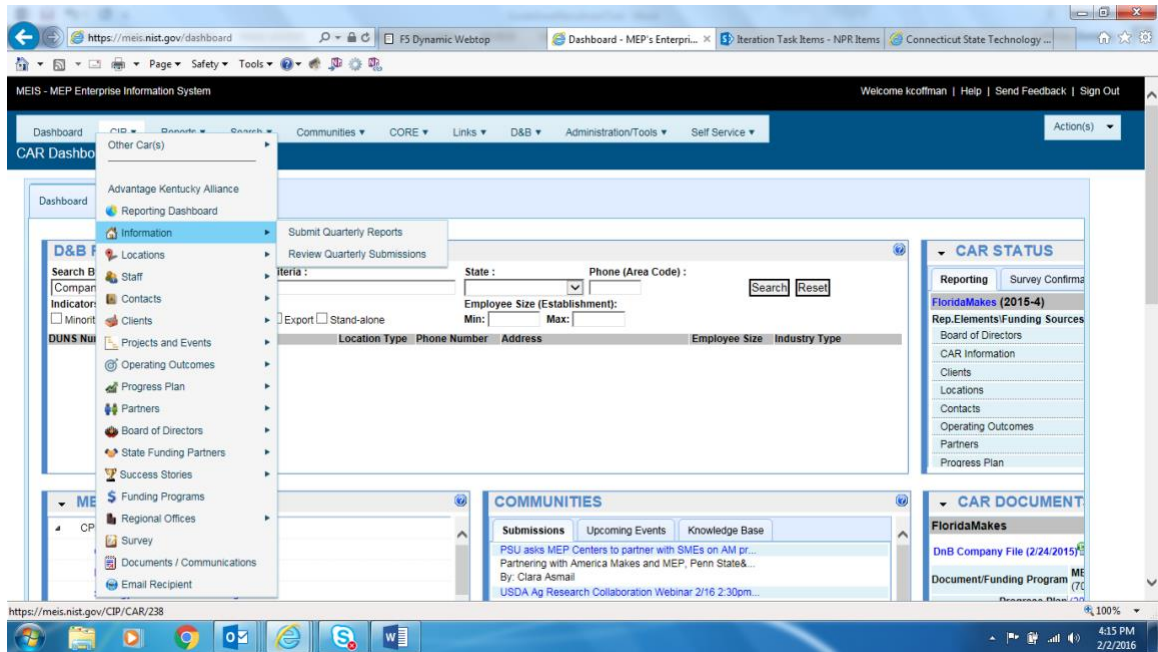 https://meis.nist.gov/dashboard
F5 Dynamic Webtop
Dashboard - MEP's Enterpri...
Iteration Task Items - NPR Items
Connecticut State Technology ...
Page Safety Tools
MEIS - MEP Enterprise Information System
Welcome kcoffman | Help | Send Feedback | Sign Out
Dashboard CIP Reports Search Communities CORE Links D&B Administration/Tools Self Service
Action(s)
CAR Dashbo
Other Car(s)
Advantage Kentucky Alliance
Reporting Dashboard
Information
Locations
Staff
Contacts
Clients
Projects and Events
Operating Outcomes
Progress Plan
Partners
Board of Directors
State Funding Partners
Success Stories
Funding Programs
Regional Offices
Survey
Documents / Communications
Email Recipient
Submit Quarterly Reports
Review Quarterly Submissions
Dashboard
D&B
Search B
iteria :
State :
Phone (Area Code) :
Compan
Search Reset
Indicator
Employee Size (Establishment):
Minorit
Export Stand-alone
Min:
Max:
DUNS Nu
Location Type Phone Number Address Employee Size Industry Type
CAR STATUS
Reporting Survey Confirma
FloridaMakes (2015-4)
Rep.Elements\Funding Sources
Board of Directors
CAR Information
Clients
Locations
Contacts
Operating Outcomes
Partners
Progress Plan
ME
CP
COMMUNITIES
Submissions Upcoming Events Knowledge Base
PSU asks MEP Centers to partner with SMEs on AM pr...
Partnering with America Makes and MEP, Penn State&...
By: Clara Asmail
USDA Ag Research Collaboration Webinar 2/16 2:30pm...
CAR DOCUMENT
FloridaMakes
DnB Company File (2/24/2015)
Document/Funding Program
ME
(70
https://meis.nist.gov/CIP/CAR/238
100%
4:15 PM
2/2/2016